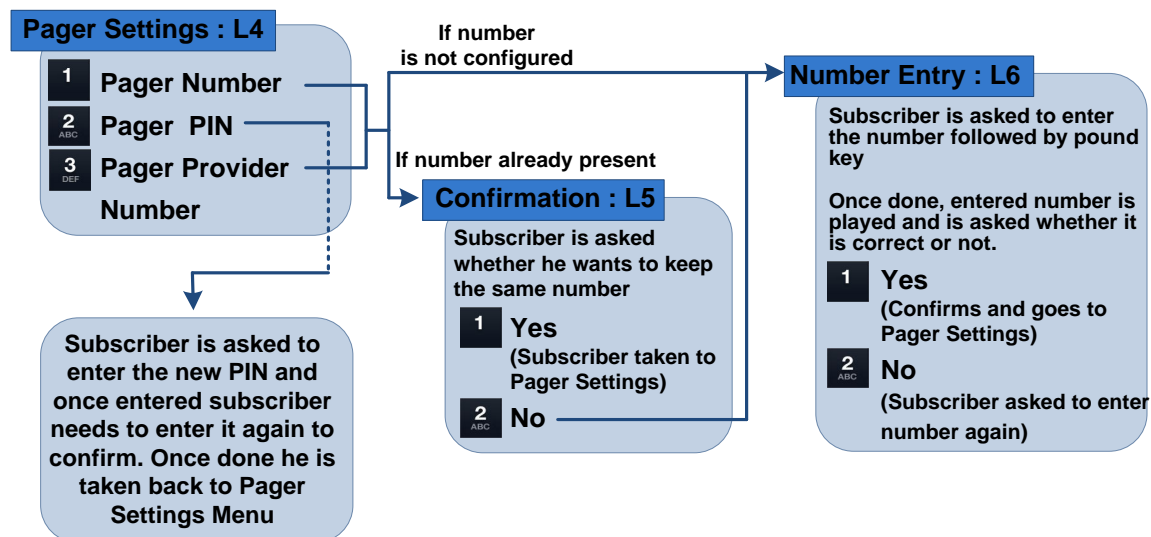 Pager Settings : L4
1 Pager Number
2 ABC Pager PIN
3 DEF Pager Provider
Number
If number
is not configured
If number already present
Subscriber is asked to
enter the new PIN and
once entered subscriber
needs to enter it again to
confirm. Once done he is
taken back to Pager
Settings Menu
Confirmation : L5
Subscriber is asked
whether he wants to keep
the same number
1 Yes
(Subscriber taken to
Pager Settings)
2 ABC No
Number Entry : L6
Subscriber is asked to enter
the number followed by pound
key
Once done, entered number is
played and is asked whether it
is correct or not.
1 Yes
(Confirms and goes to
Pager Settings)
2 ABC No
(Subscriber asked to enter
number again)